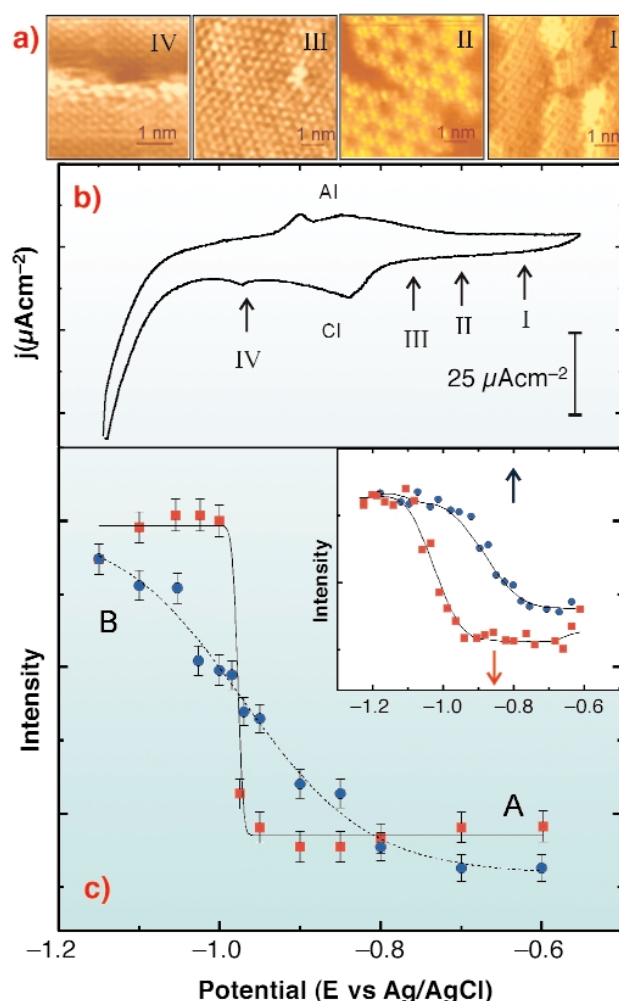 a)
IV
III
II
I
1 nm
1 nm
1 nm
1 nm
b)
AI
CI
IV
III
II
I
25 μAcm–2
j(μAcm–2
B
A
c)
Intensity
Intensity
–1.2
–1.0
–0.8
–0.6
–1.0
–0.8
–0.6
Potential (E vs Ag/AgCl)